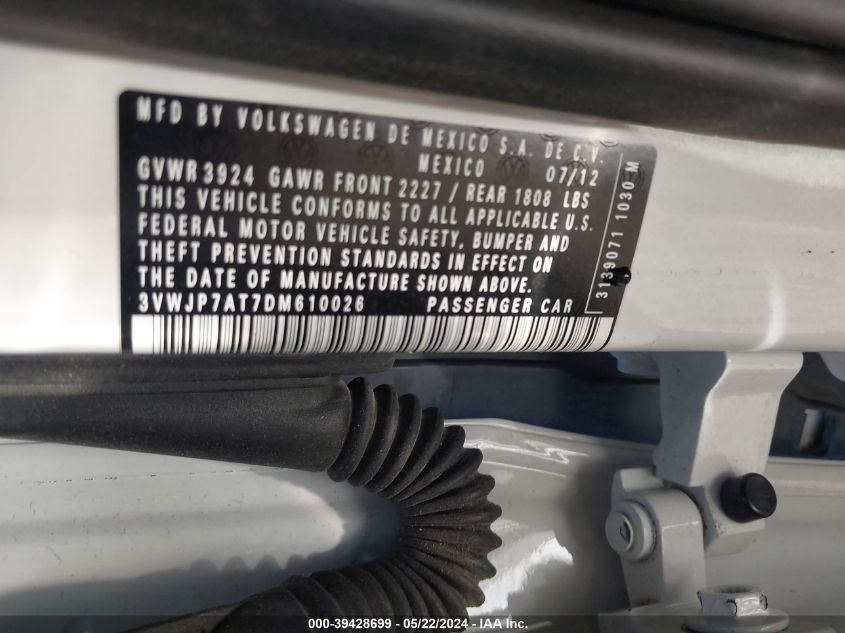 MFD BY VOLKSWAGEN DE MEXICO S.A. DE C.V.
MEXICO 07/12
GVWR 3924 GAWR FRONT 2227 / REAR 1808 LBS
THIS VEHICLE CONFORMS TO ALL APPLICABLE U.S.
FEDERAL MOTOR VEHICLE SAFETY, BUMPER AND
THEFT PREVENTION STANDARDS IN EFFECT ON
THE DATE OF MANUFACTURE SHOWN ABOVE.
3VWJP7AT7DM610026 PASSENGER CAR
3139071 1030 M
000-39428699 - 05/22/2024 - IAA Inc.